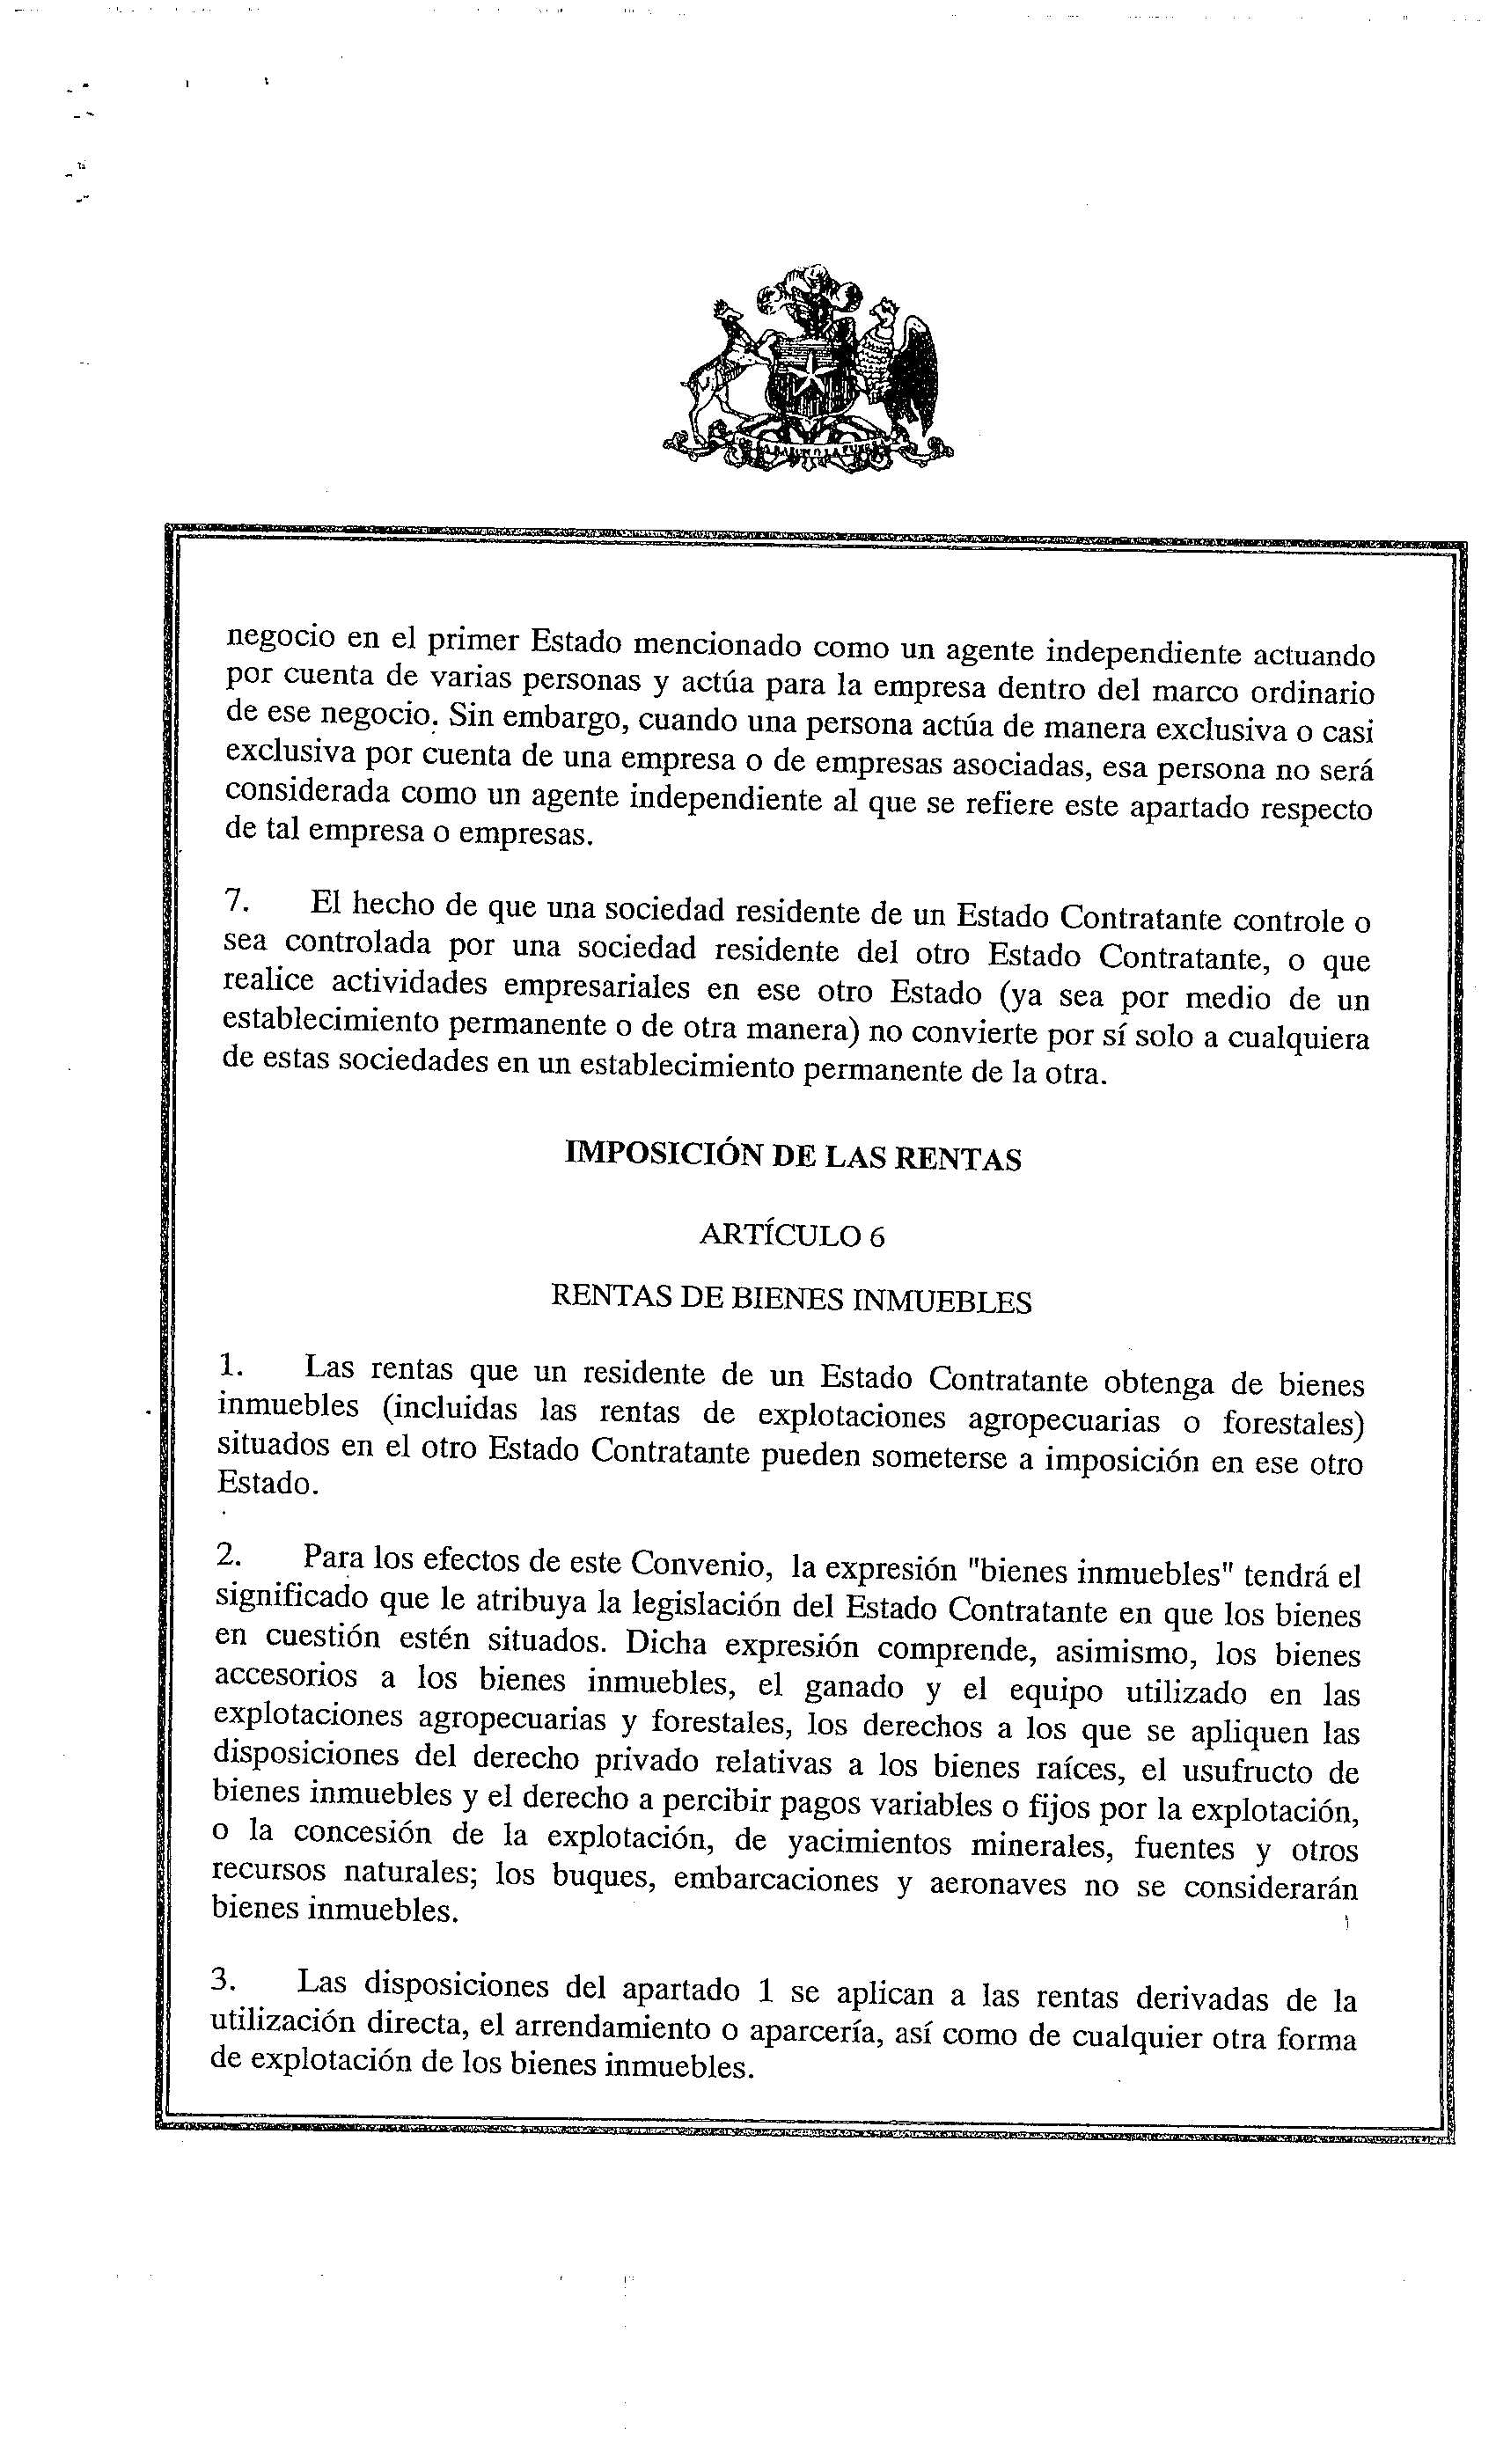 negocio en el primer Estado mencionado como un agente independiente actuando
por cuenta de varias personas y actúa para la empresa dentro del marco ordinario
de ese negocio. Sin embargo, cuando una persona actúa de manera exclusiva o casi
exclusiva por cuenta de una empresa o de empresas asociadas, esa persona no será
considerada como un agente independiente al que se refiere este apartado respecto
de tal empresa o empresas.
7. El hecho de que una sociedad residente de un Estado Contratante controle o
sea controlada por una sociedad residente del otro Estado Contratante, o que
realice actividades empresariales en ese otro Estado (ya sea por medio de un
establecimiento permanente o de otra manera) no convierte por sí solo a cualquiera
de estas sociedades en un establecimiento permanente de la otra.
IMPOSICIÓN DE LAS RENTAS
ARTÍCULO 6
RENTAS DE BIENES INMUEBLES
1. Las rentas que un residente de un Estado Contratante obtenga de bienes
inmuebles (incluidas las rentas de explotaciones agropecuarias o forestales)
situados en el otro Estado Contratante pueden someterse a imposición en ese otro
Estado.
2. Para los efectos de este Convenio, la expresión "bienes inmuebles" tendrá el
significado que le atribuya la legislación del Estado Contratante en que los bienes
en cuestión estén situados. Dicha expresión comprende, asimismo, los bienes
accesorios a los bienes inmuebles, el ganado y el equipo utilizado en las
explotaciones agropecuarias y forestales, los derechos a los que se apliquen las
disposiciones del derecho privado relativas a los bienes raíces, el usufructo de
bienes inmuebles y el derecho a percibir pagos variables o fijos por la explotación,
o la concesión de la explotación, de yacimientos minerales, fuentes y otros
recursos naturales; los buques, embarcaciones y aeronaves no se considerarán
bienes inmuebles.
3. Las disposiciones del apartado 1 se aplican a las rentas derivadas de la
utilización directa, el arrendamiento o aparcería, así como de cualquier otra forma
de explotación de los bienes inmuebles.